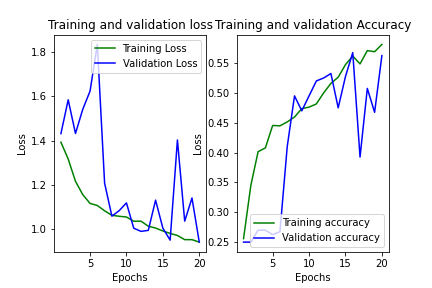 Training and validation loss
Training Loss
Validation Loss
1.8
1.6
1.4
1.2
1.0
Loss
5
10
15
20
Epochs
Training and validation Accuracy
0.55
0.50
0.45
0.40
0.35
0.30
0.25
Loss
Training accuracy
Validation accuracy
5
10
15
20
Epochs